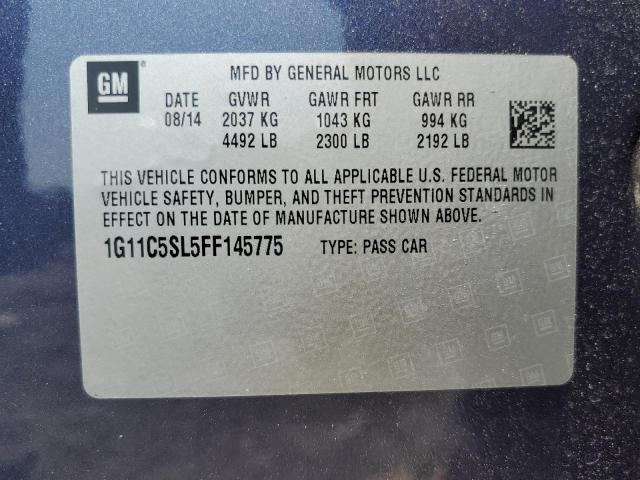 GM ® MFD BY GENERAL MOTORS LLC
DATE GVWR GAWR FRT GAWR RR
08/14 2037 KG 1043 KG 994 KG
4492 LB 2300 LB 2192 LB
THIS VEHICLE CONFORMS TO ALL APPLICABLE U.S. FEDERAL MOTOR
VEHICLE SAFETY, BUMPER, AND THEFT PREVENTION STANDARDS IN
EFFECT ON THE DATE OF MANUFACTURE SHOWN ABOVE.
1G11C5SL5FF145775 TYPE: PASS CAR